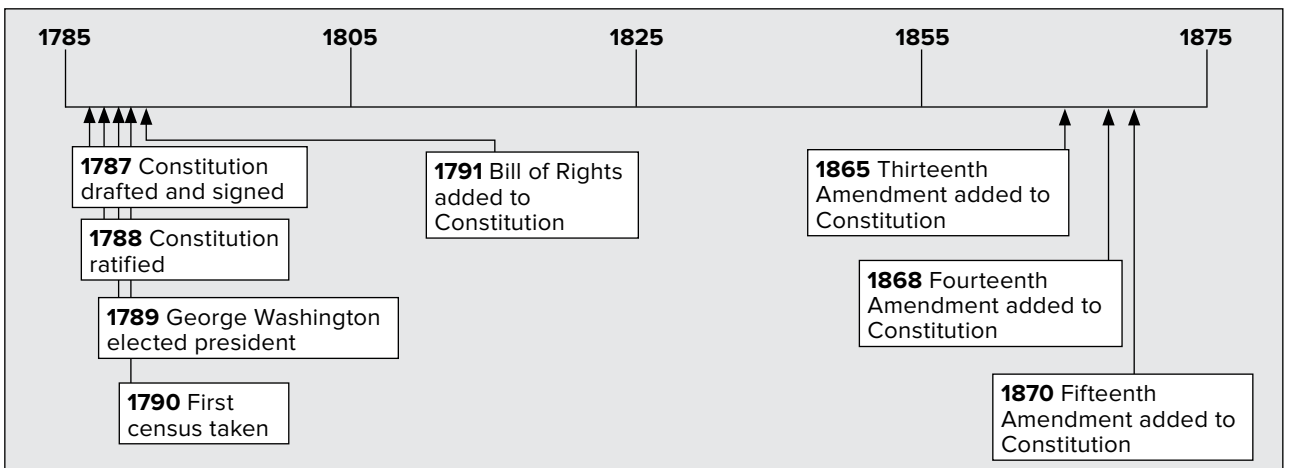 1785 1805 1825 1855 1875
1787 Constitution
drafted and signed
1788 Constitution
ratified
1789 George Washington
elected president
1790 First
census taken
1791 Bill of Rights
added to
Constitution
1865 Thirteenth
Amendment added to
Constitution
1868 Fourteenth
Amendment added to
Constitution
1870 Fifteenth
Amendment added to
Constitution